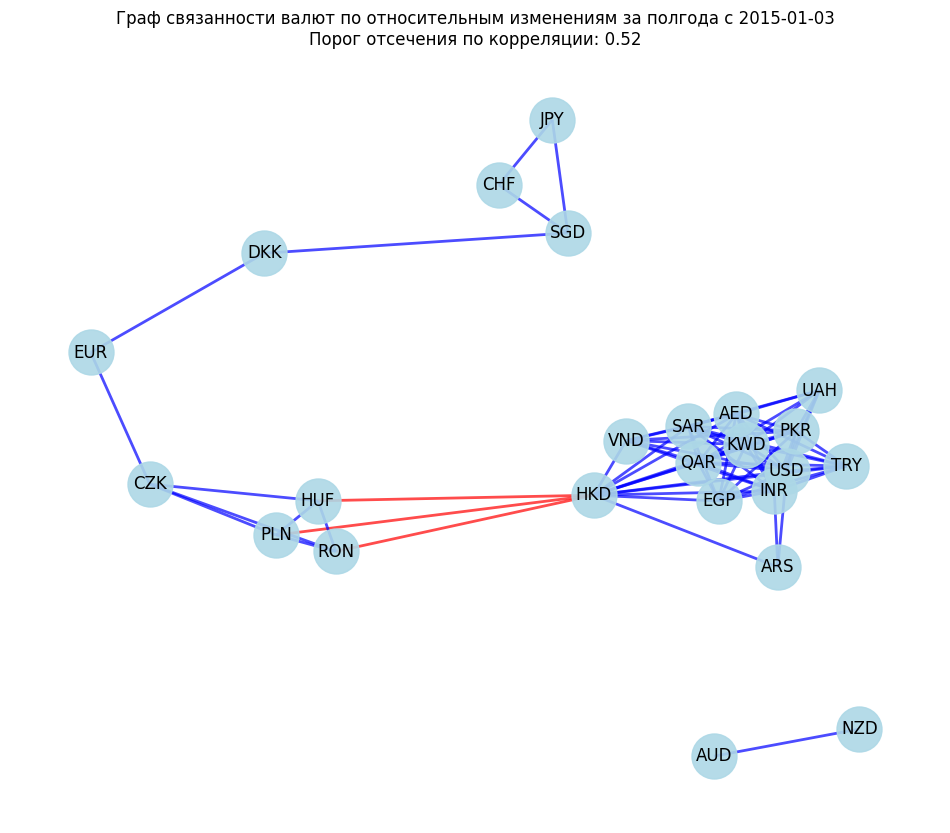 Граф связанности валют по относительным изменениям за полгода с 2015-01-03
Порог отсечения по корреляции: 0.52
JPY
CHF
SGD
DKK
EUR
UAH
AED
SAR
PKR
VND
KWD
QAR
TRY
USD
CZK
INR
HKD
HUF
EGP
PLN
RON
ARS
NZD
AUD